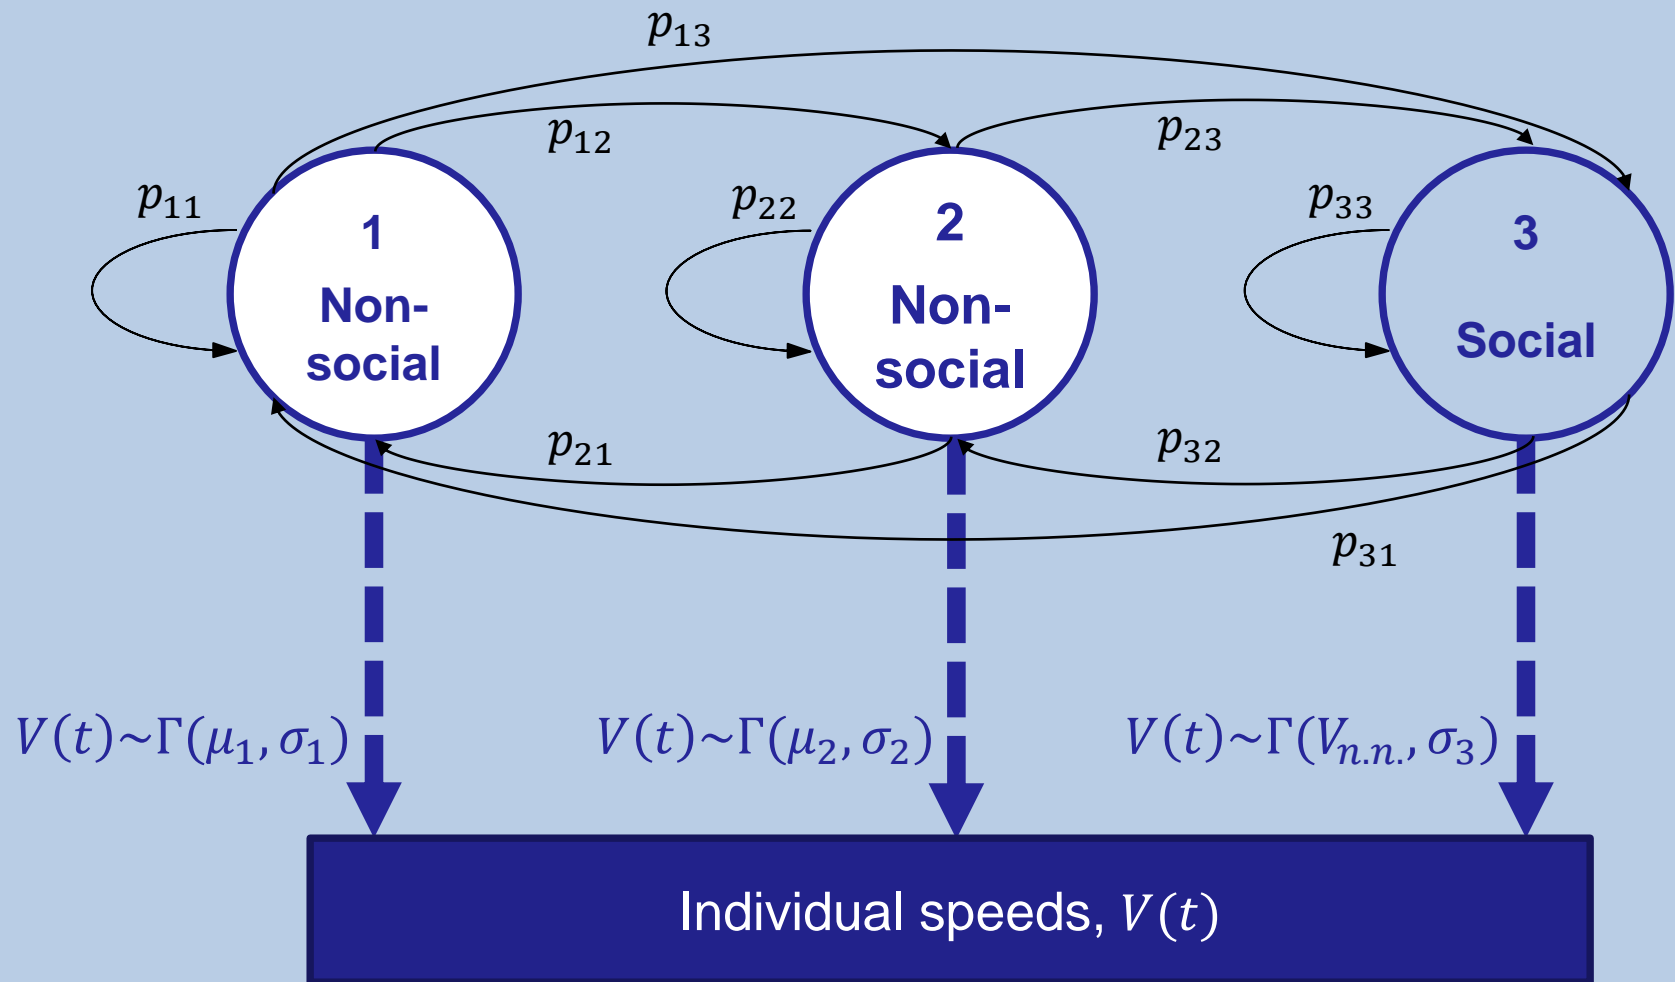 p₁₃
p₁₂
p₂₃
p₁₁
p₂₂
p₃₃
1
Non-
social
2
Non-
social
3
Social
p₂₁
p₃₂
p₃₁
V(t)~Γ(μ₁, σ₁)
V(t)~Γ(μ₂, σ₂)
V(t)~Γ(Vₙ.ₙ., σ₃)
Individual speeds, V(t)